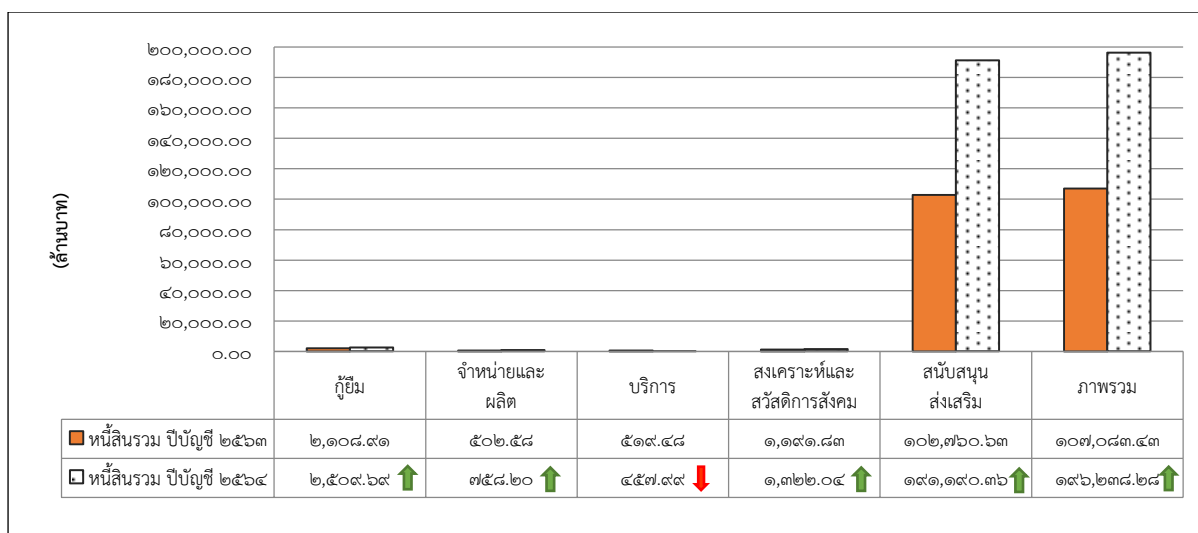 ๒๐๐,๐๐๐.๐๐
๑๘๐,๐๐๐.๐๐
๑๖๐,๐๐๐.๐๐
๑๔๐,๐๐๐.๐๐
๑๒๐,๐๐๐.๐๐
๑๐๐,๐๐๐.๐๐
๘๐,๐๐๐.๐๐
๖๐,๐๐๐.๐๐
๔๐,๐๐๐.๐๐
๒๐,๐๐๐.๐๐
๐.๐๐
(ล้านบาท)
กู้ยืม
จำหน่ายและ
ผลิต
บริการ
สงเคราะห์และ
สวัสดิการสังคม
สนับสนุน
ส่งเสริม
ภาพรวม
หนี้สินรวม ปีบัญชี ๒๕๖๓ ๒,๑๐๘.๙๑ ๕๐๒.๕๘ ๕๑๙.๔๘ ๑,๑๙๑.๘๓ ๑๐๒,๗๖๐.๖๓ ๑๐๗,๐๘๓.๔๓
หนี้สินรวม ปีบัญชี ๒๕๖๔ ๒,๕๐๙.๖๙ ๗๕๘.๒๐ ๔๕๗.๙๙ ๑,๓๒๒.๐๔ ๑๙๑,๑๙๐.๓๖ ๑๙๖,๒๓๘.๒๘